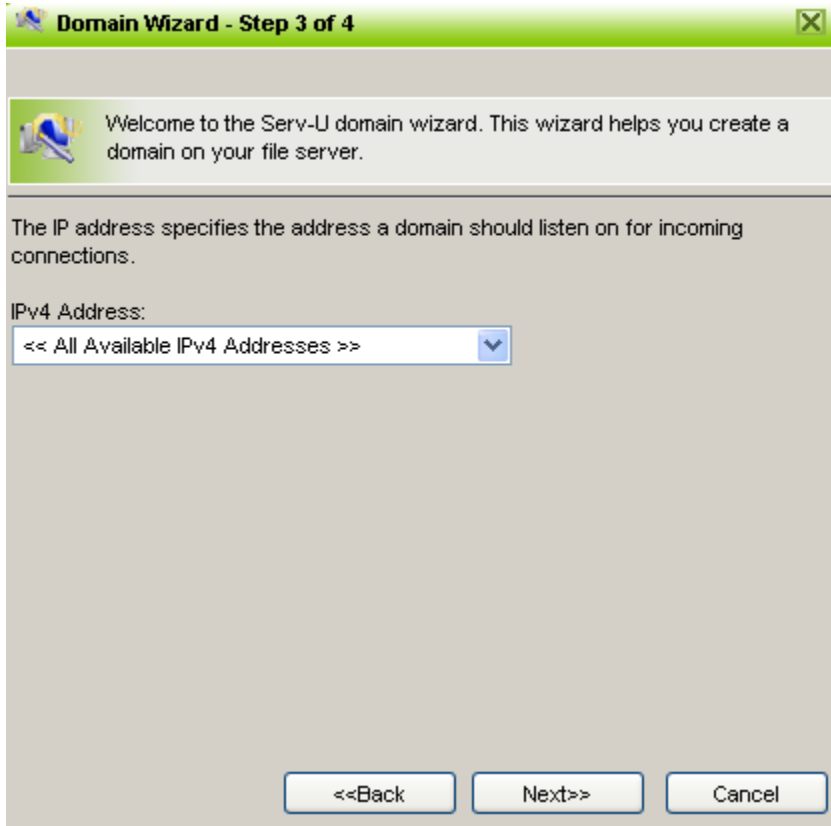 Domain Wizard - Step 3 of 4
Welcome to the Serv-U domain wizard. This wizard helps you create a
domain on your file server.
The IP address specifies the address a domain should listen on for incoming
connections.
IPv4 Address:
<< All Available IPv4 Addresses >>
<<Back Next>> Cancel